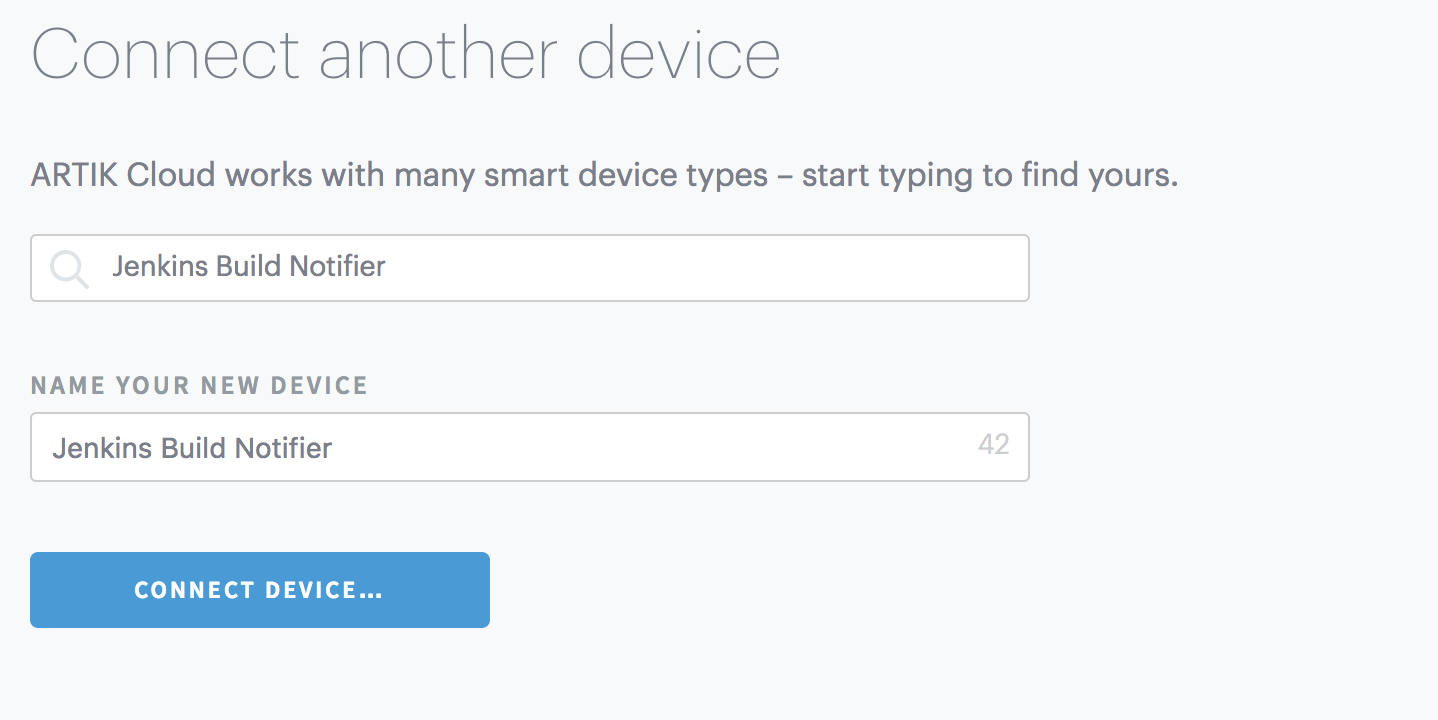 Connect another device
ARTIK Cloud works with many smart device types – start typing to find yours.
Jenkins Build Notifier
NAME YOUR NEW DEVICE
Jenkins Build Notifier 42
CONNECT DEVICE...